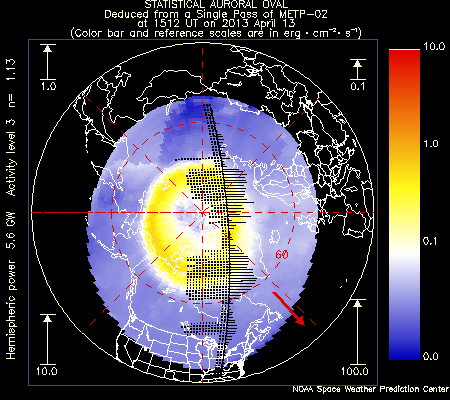 STATISTICAL AURORAL OVAL
Deduced from a Single Pass of METP-02
at 1512 UT on 2013 April 13
(Color bar and reference scales are in erg · cm⁻² · s⁻¹)
Hemispheric power 5.6 GW Activity level 3 n= 1.13
1.0
0.1
10.0
100.0
60
10.0
1.0
0.1
0.0
NOAA Space Weather Prediction Center